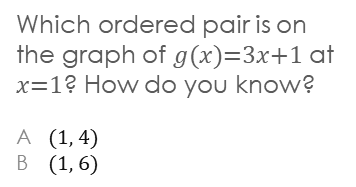 Which ordered pair is on
the graph of g(x)=3x+1 at
x=1? How do you know?
A (1, 4)
B (1, 6)